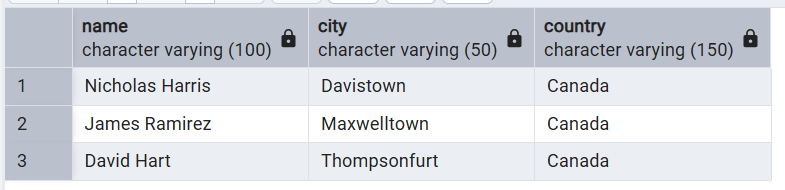 name city country
character varying (100) character varying (50) character varying (150)
1 Nicholas Harris Davistown Canada
2 James Ramirez Maxwelltown Canada
3 David Hart Thompsonfurt Canada